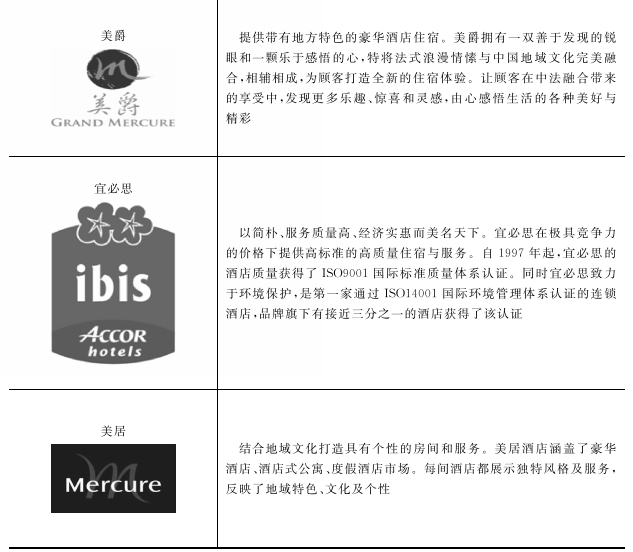 美爵
美爵
GRAND MERCURE
提供带有地方特色的豪华酒店住宿。美爵拥有一双善于发现的锐
眼和一颗乐于感悟的心,特将法式浪漫情愫与中国地域文化完美融
合,相辅相成,为顾客打造全新的住宿体验。让顾客在中法融合带来
的享受中,发现更多乐趣、惊喜和灵感,由心感悟生活的各种美好与
精彩
宜必思
ibis
ACCOR
hotels
以简朴、服务质量高、经济实惠而美名天下。宜必思在极具竞争力
的价格下提供高标准的高质量住宿与服务。自 1997 年起,宜必思的
酒店质量获得了 ISO9001 国际标准质量体系认证。同时宜必思致力
于环境保护,是第一家通过 ISO14001 国际环境管理体系认证的连锁
酒店,品牌旗下有接近三分之一的酒店获得了该认证
美居
Mercure
结合地域文化打造具有个性的房间和服务。美居酒店涵盖了豪华
酒店、酒店式公寓、度假酒店市场。每间酒店都展示独特风格及服务,
反映了地域特色、文化及个性